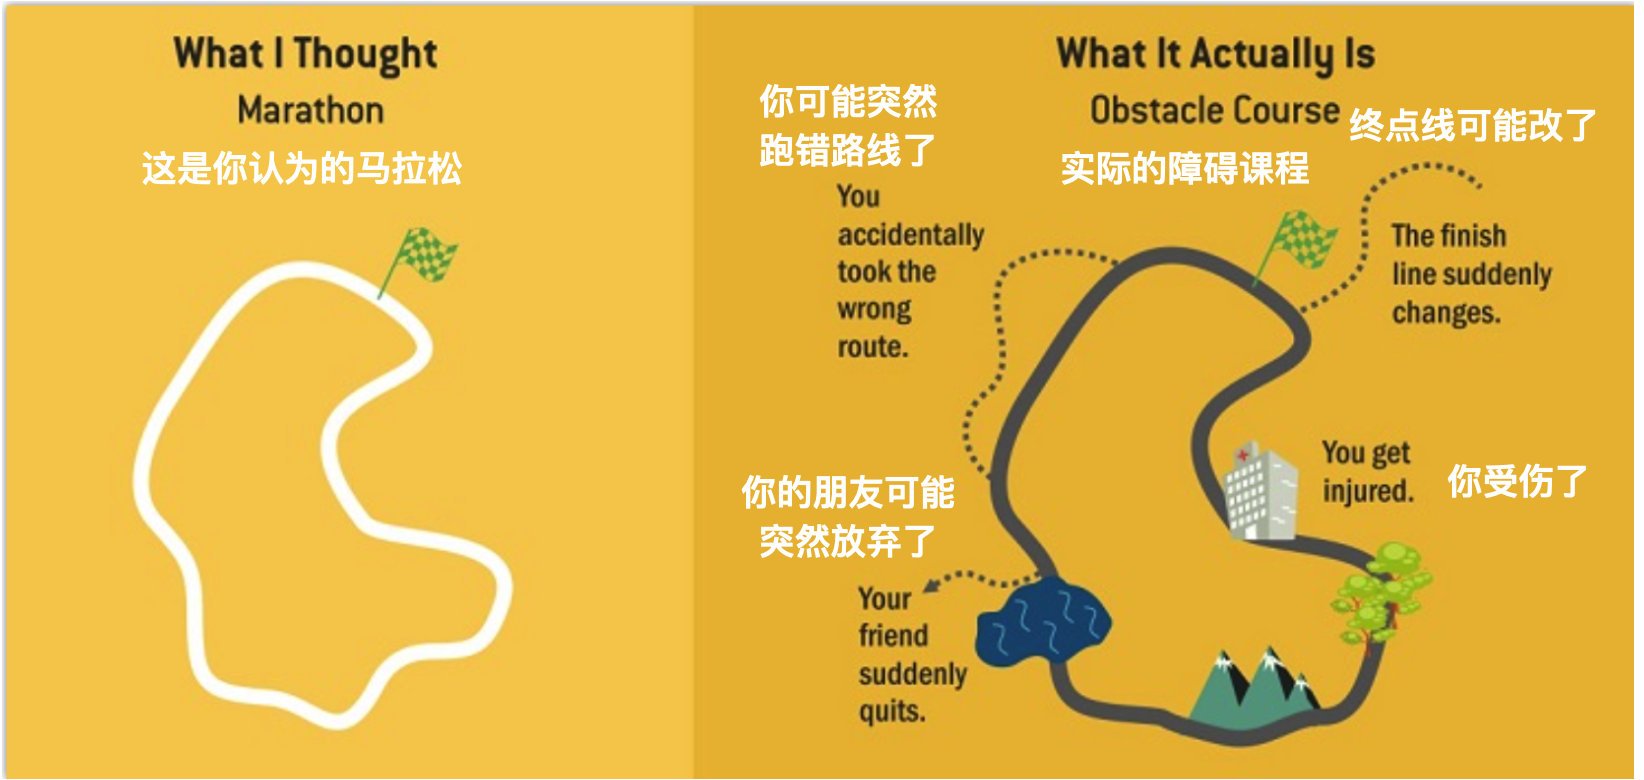 What I Thought
Marathon
这是你认为的马拉松
What It Actually Is
Obstacle Course
实际的障碍课程
你可能突然
跑错路线了
You
accidentally
took the
wrong
route.
终点线可能改了
The finish
line suddenly
changes.
You get
injured.
你受伤了
你的朋友可能
突然放弃了
Your
friend
suddenly
quits.